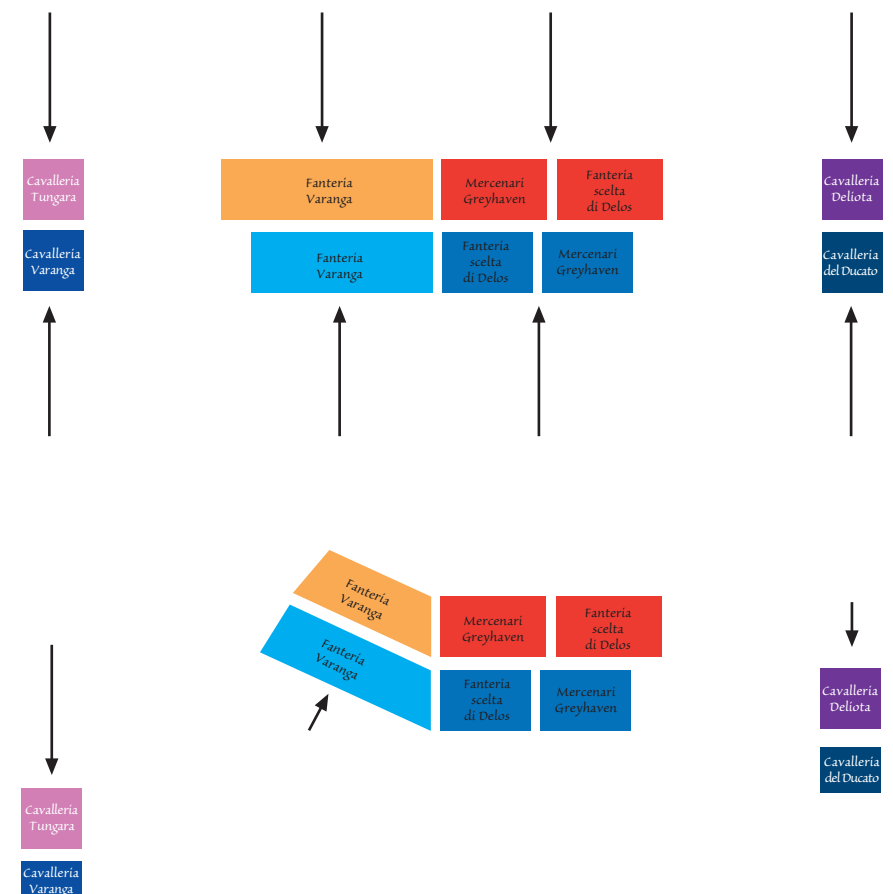 Cavalleria
Tungara
Fanteria
Varanga
Mercenari
Greyhaven
Fanteria
scelta
di Delos
Cavalleria
Deliota
Cavalleria
Varanga
Fanteria
Varanga
Fanteria
scelta
di Delos
Mercenari
Greyhaven
Cavalleria
del Ducato
Fanteria
Varanga
Mercenari
Greyhaven
Fanteria
scelta
di Delos
Fanteria
Varanga
Fanteria
scelta
di Delos
Mercenari
Greyhaven
Cavalleria
Deliota
Cavalleria
del Ducato
Cavalleria
Tungara
Cavalleria
Varanga